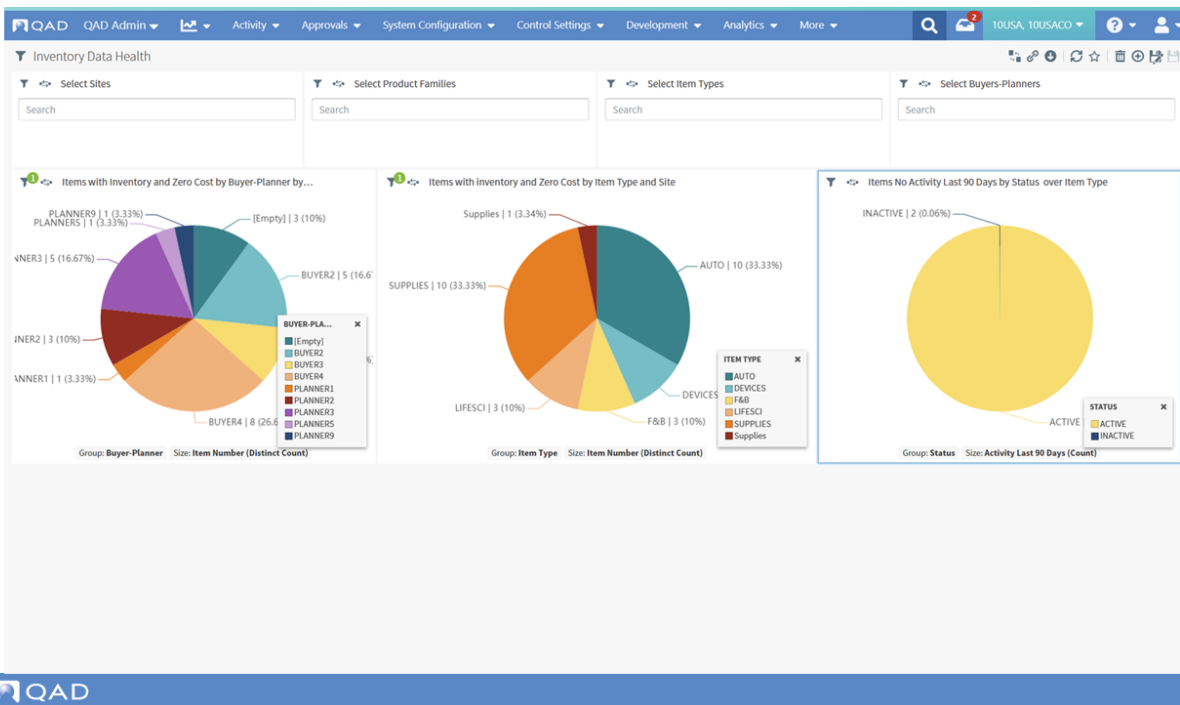 QAD QAD Admin Activity Approvals System Configuration Control Settings Development Analytics More 2 10USA, 10USACO ?
Inventory Data Health
Select Sites Select Product Families Select Item Types Select Buyers-Planners
Search Search Search Search
1 Items with Inventory and Zero Cost by Buyer-Planner by...
PLANNER9 | 1 (3.33%)
PLANNER5 | 1 (3.33%)
[Empty] | 3 (10%)
NNER3 | 5 (16.67%)
BUYER2 | 5 (16.6
NNER2 | 3 (10%)
NNER1 | 1 (3.33%)
BUYER4 | 8 (26.6
BUYER-PLA... x
[Empty]
BUYER2
BUYER3
BUYER4
PLANNER1
PLANNER2
PLANNER3
PLANNER5
PLANNER9
Group: Buyer-Planner Size: Item Number (Distinct Count)
1 Items with inventory and Zero Cost by Item Type and Site
Supplies | 1 (3.34%)
AUTO | 10 (33.33%)
SUPPLIES | 10 (33.33%)
DEVICES
LIFESCI | 3 (10%)
F&B | 3 (10%)
ITEM TYPE x
AUTO
DEVICES
F&B
LIFESCI
SUPPLIES
Supplies
Group: Item Type Size: Item Number (Distinct Count)
Items No Activity Last 90 Days by Status over Item Type
INACTIVE | 2 (0.06%)
ACTIVE
STATUS x
ACTIVE
INACTIVE
Group: Status Size: Activity Last 90 Days (Count)
QAD